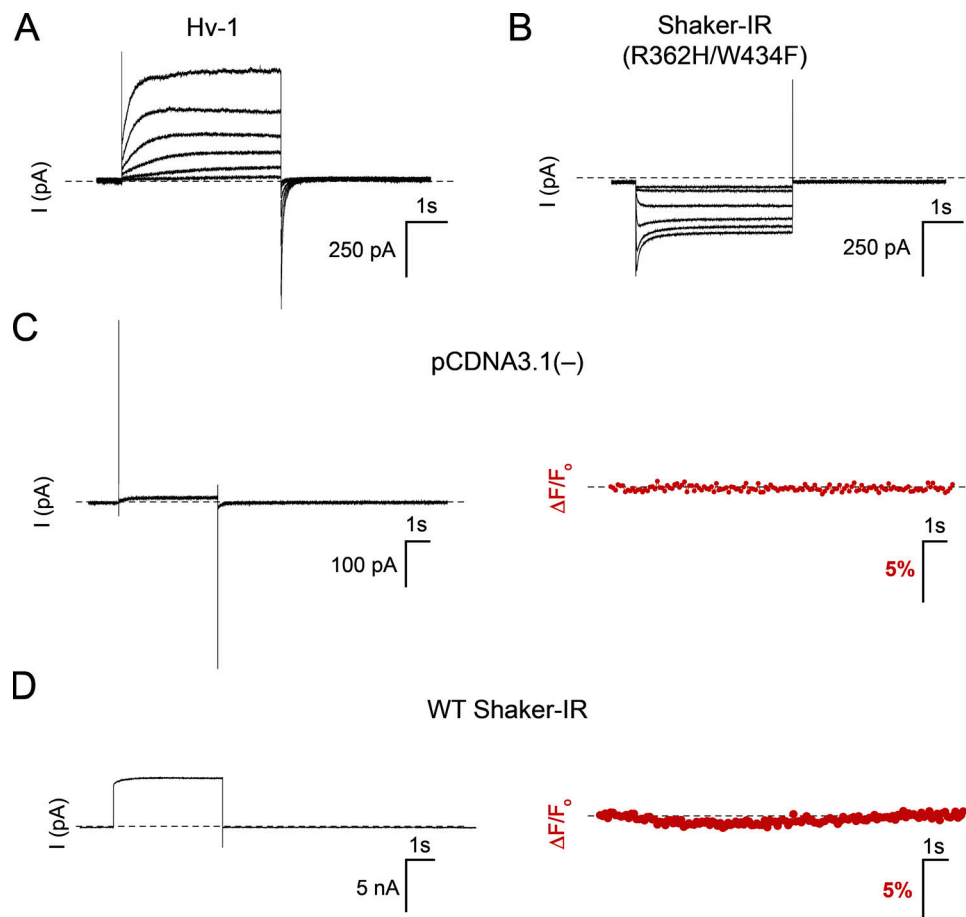 A
Hv-1
I (pA)
1s
250 pA
B
Shaker-IR
(R362H/W434F)
I (pA)
1s
250 pA
C
pCDNA3.1(–)
I (pA)
1s
100 pA
ΔF/Fo
1s
5%
D
WT Shaker-IR
I (pA)
1s
5 nA
ΔF/Fo
1s
5%